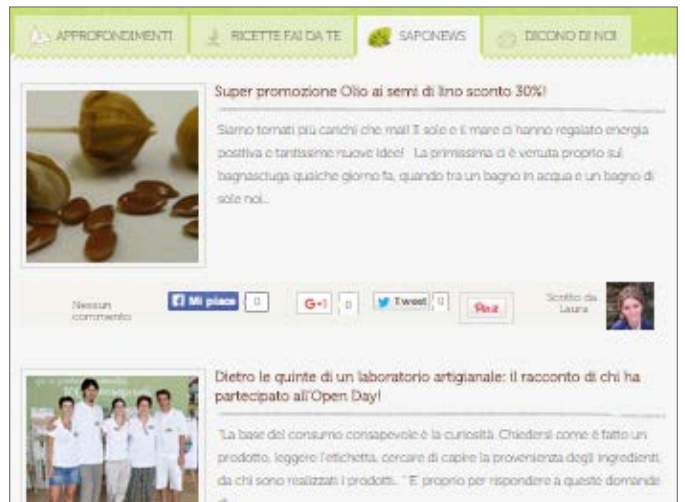 APPROFONDIMENTI
RICETTE FAI DA TE
SAPONEWS
DICONO DI NOI
Super promozione Olio ai semi di lino sconto 30%!
Siamo tornati più carichi che mai! Il sole e il mare ci hanno regalato energia
positiva e tantissime nuove idee! La primissima ci è venuta proprio sul
bagnasciuga qualche giorno fa, quando tra un bagno in acqua e un bagno di
sole noi...
Nessun
commento
Mi piace 0
G+1 0
Tweet 0
Pin it
Scritto da
Laura
Dietro le quinte di un laboratorio artigianale: il racconto di chi ha
partecipato all'Open Day!
"La base del consumo consapevole è la curiosità. Chiedersi come è fatto un
prodotto, leggere l'etichetta, cercare di capire la provenienza degli ingredienti,
da chi sono realizzati i prodotti..." E' proprio per rispondere a queste domande